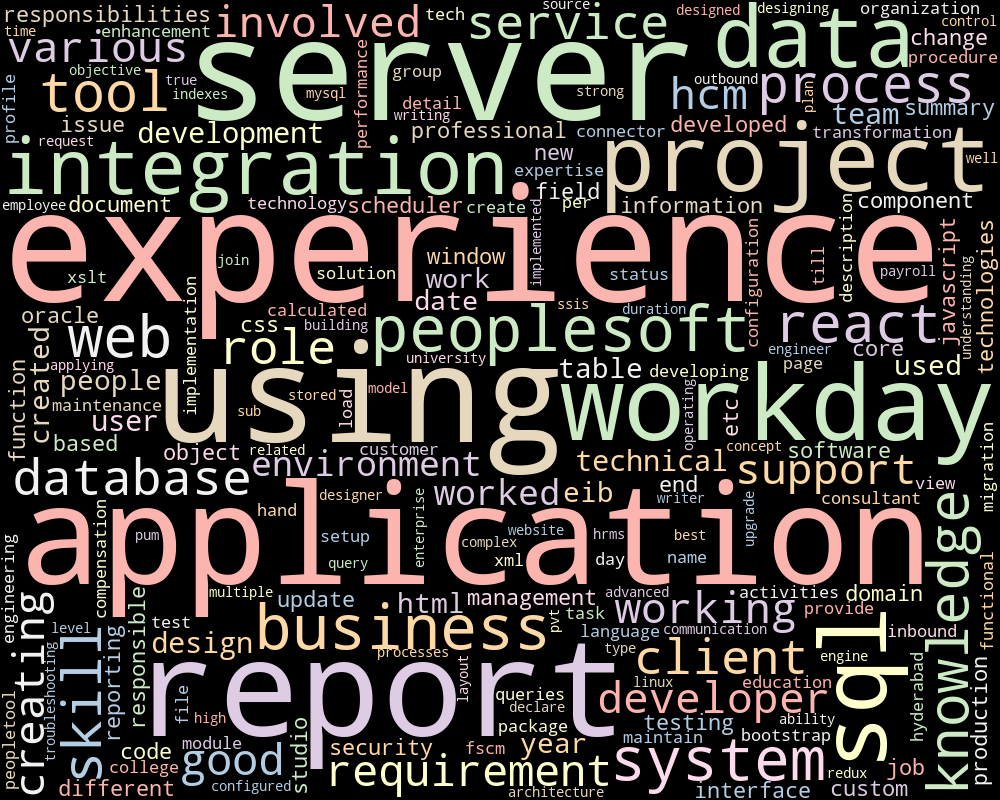 responsibilities
involved
tech
source
service
designed
data
designing
organization
control
time
enhancement
various
server
change
procedure
objective
true
tool
indexes
mysql
performance
group
strong
outbound
hcm
process
plan
profile
detail
writing
team
summary
issue
development
professional
connector
developed
transformation
request
integration
new
expertise
project
well
employee
document
technology
scheduler
create
field
per
information
component
experience
implemented
xslt
join
solution
window
work
status
configuration
till
description
payroll
javascript
understanding
technologies
oracle
implementation
calculated
date
ssis
duration
web
css
building
role
peoplesoft
university
react
engineer
core
page
function
created
applying
people
maintenance
using
sub
stored
load
model
table
developing
used
workday
user
operating
etc
based
object
related
customer
concept
software
database
environment
technical
support
view
migration
designer
worked
eib
end
writer
upgrade
consultant
application
hand
setup
pum
enterprise
website
complex
hrms
best
query
xml
day
name
compensation
engineering
knowledge
functional
multiple
update
html
management
advanced
activities
domain
creating
level
troubleshooting
skill
reporting
responsible
test
design
business
pvt
task
working
language
communication
provide
sql
inbound
processes
type
client
engine
report
layout
file
high
queries
declare
linux
developer
education
hyderabad
production
peopletool
code
module
studio
package
testing
ability
college
good
security
fscm
year
maintain
bootstrap
system
redux
job
different
configured
requirement
architecture
interface
custom